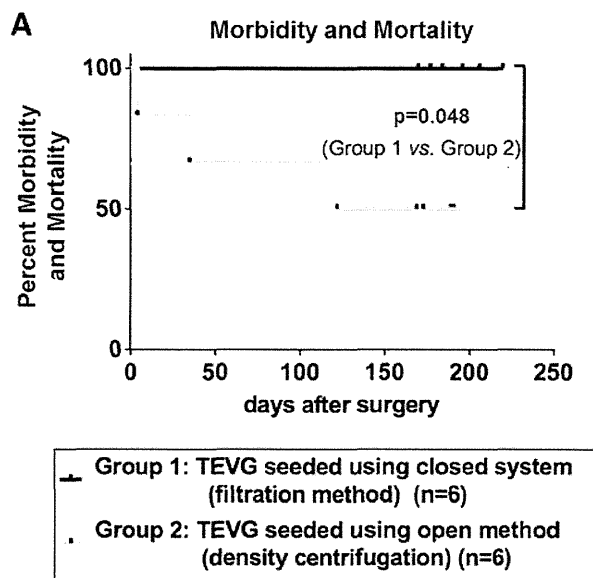 A
Morbidity and Mortality
Percent Morbidity
and Mortality
100
50
0
p=0.048
(Group 1 vs. Group 2)
0 50 100 150 200 250
days after surgery
Group 1: TEVG seeded using closed system
(filtration method) (n=6)
Group 2: TEVG seeded using open method
(density centrifugation) (n=6)